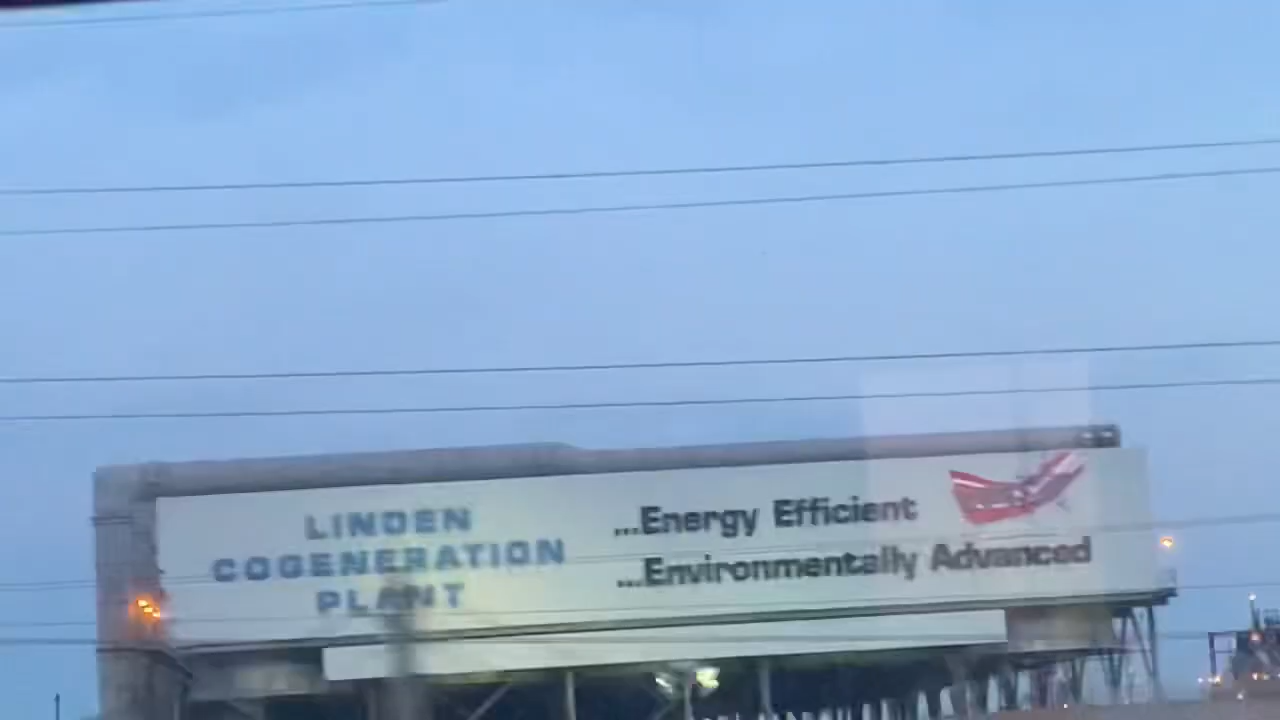 LINDEN
COGENERATION
PLANT
...Energy Efficient
...Environmentally Advanced